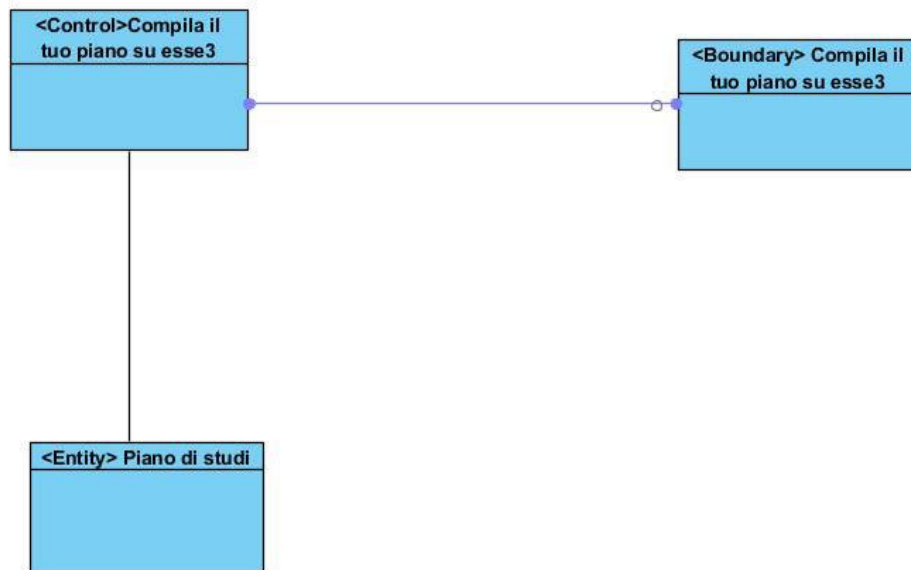 <Control>Compila il
tuo piano su esse3
<Boundary> Compila il
tuo piano su esse3
<Entity> Piano di studi